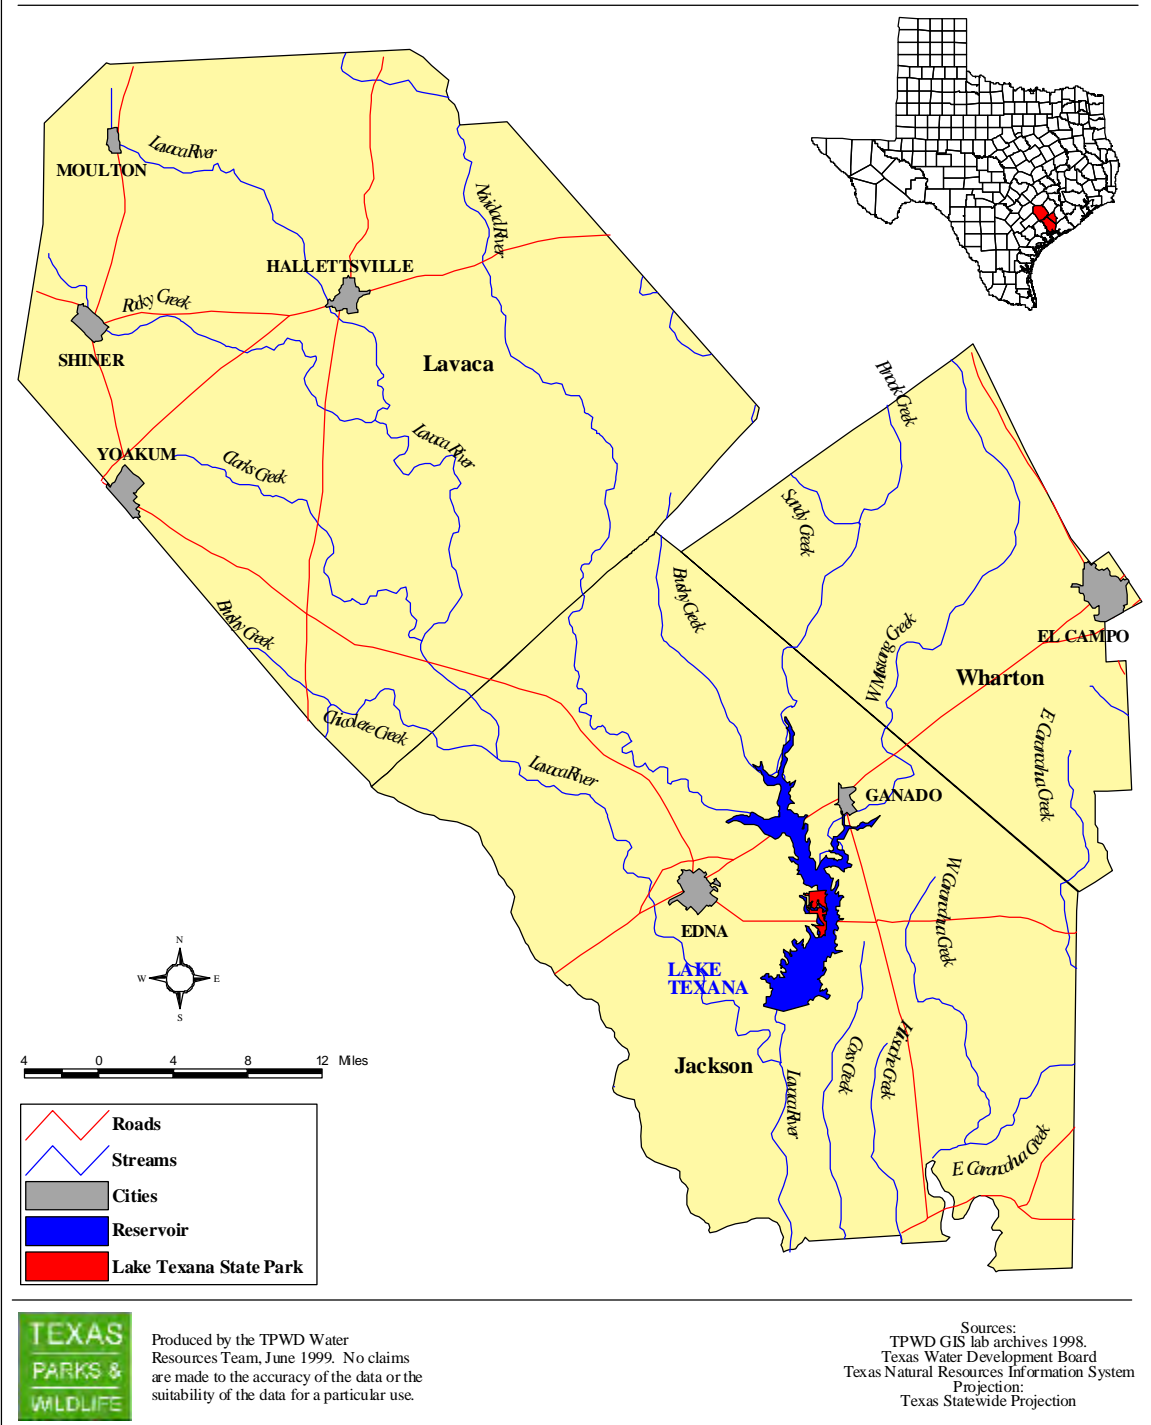 MOULTON
Lavaca River
Navidad River
HALLETTSVILLE
Rocky Creek
SHINER
Lavaca
Pinoak Creek
Lavaca River
YOAKUM
Clarks Creek
Sandy Creek
Brushy Creek
Brushy Creek
W Mustang Creek
EL CAMPO
Wharton
Chicolete Creek
E. Carancahua Creek
Lavaca River
GANADO
W Carancahua Creek
EDNA
LAKE
TEXANA
N
W E
S
Jackson
Coxs Creek
Lavaca River
E. Carancahua Creek
4 0 4 8 12 Miles
Roads
Streams
Cities
Reservoir
Lake Texana State Park
TEXAS
PARKS &
WILDLIFE
Produced by the TPWD Water
Resources Team, June 1999.  No claims
are made to the accuracy of the data or the
suitability of the data for a particular use.
Sources:
TPWD GIS lab archives 1998.
Texas Water Development Board
Texas Natural Resources Information System
Projection:
Texas Statewide Projection